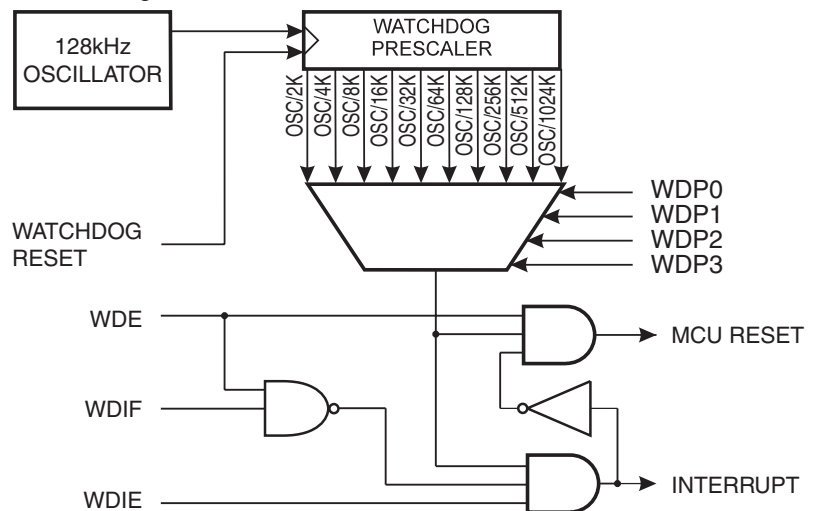 128kHz
OSCILLATOR
WATCHDOG
PRESCALER
OSC/2K
OSC/4K
OSC/8K
OSC/16K
OSC/32K
OSC/64K
OSC/128K
OSC/256K
OSC/512K
OSC/1024K
WDP0
WDP1
WDP2
WDP3
WATCHDOG
RESET
WDE
MCU RESET
WDIF
INTERRUPT
WDIE